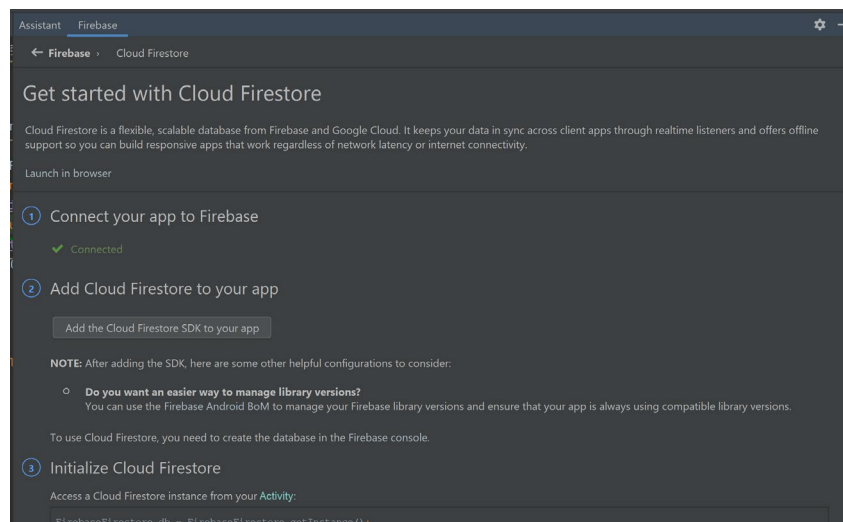 Assistant Firebase
← Firebase › Cloud Firestore
Get started with Cloud Firestore
Cloud Firestore is a flexible, scalable database from Firebase and Google Cloud. It keeps your data in sync across client apps through realtime listeners and offers offline
support so you can build responsive apps that work regardless of network latency or internet connectivity.
Launch in browser
1 Connect your app to Firebase
✔ Connected
2 Add Cloud Firestore to your app
Add the Cloud Firestore SDK to your app
NOTE: After adding the SDK, here are some other helpful configurations to consider:
Do you want an easier way to manage library versions?
You can use the Firebase Android BoM to manage your Firebase library versions and ensure that your app is always using compatible library versions.
To use Cloud Firestore, you need to create the database in the Firebase console.
3 Initialize Cloud Firestore
Access a Cloud Firestore instance from your Activity:
FirebaseFirestore db = FirebaseFirestore.getInstance();